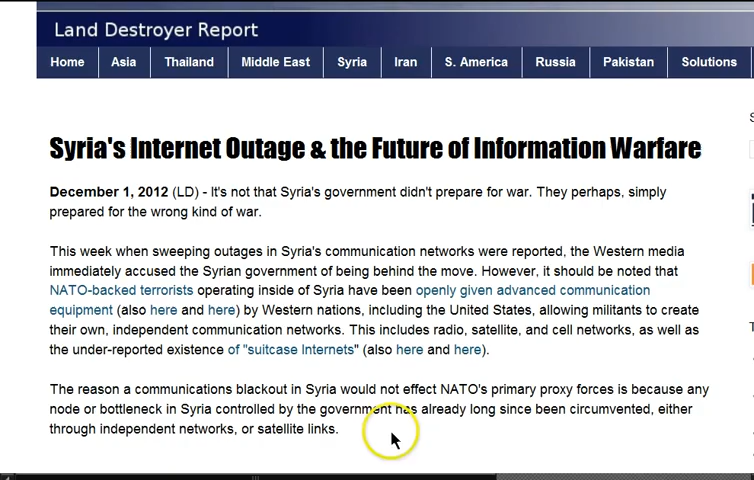 Land Destroyer Report
Home Asia Thailand Middle East Syria Iran S. America Russia Pakistan Solutions
Syria's Internet Outage & the Future of Information Warfare
December 1, 2012 (LD) - It's not that Syria's government didn't prepare for war. They perhaps, simply
prepared for the wrong kind of war.
This week when sweeping outages in Syria's communication networks were reported, the Western media
immediately accused the Syrian government of being behind the move. However, it should be noted that
NATO-backed terrorists operating inside of Syria have been openly given advanced communication
equipment (also here and here) by Western nations, including the United States, allowing militants to create
their own, independent communication networks. This includes radio, satellite, and cell networks, as well as
the under-reported existence of "suitcase Internets" (also here and here).
The reason a communications blackout in Syria would not effect NATO's primary proxy forces is because any
node or bottleneck in Syria controlled by the government has already long since been circumvented, either
through independent networks, or satellite links.